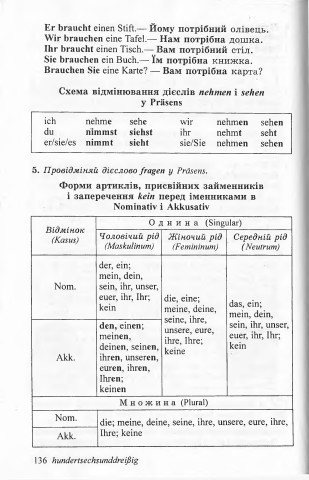 Er braucht einen Stift.— Йому потрібний олівець.
Wir brauchen eine Tafel.— Нам потрібна дошка.
Ihr braucht einen Tisch.— Вам потрібний стіл.
Sie brauchen ein Buch.— Їм потрібна книжка.
Brauchen Sie eine Karte? — Вам потрібна карта?
Схема відмінювання дієслів nehmen і sehen
у Präsens
ich nehme sehe wir nehmen sehen
du nimmst siehst ihr nehmt seht
er/sie/es nimmt sieht sie/Sie nehmen sehen
5. Провідміняй дієслово fragen у Präsens.
Форми артиклів, присвійних займенників
і заперечення kein перед іменниками в
Nominativ і Akkusativ
Відмінок
(Kasus)
Однина (Singular)
Чоловічий рід
(Maskulinum)
Жіночий рід
(Femininum)
Середній рід
(Neutrum)
Nom.
der, ein;
mein, dein,
sein, ihr, unser,
euer, ihr, Ihr;
kein
Akk.
den, einen;
meinen,
deinen, seinen,
ihren, unseren,
euren, ihren,
Ihren;
keinen
die, eine;
meine, deine,
seine, ihre,
unsere, eure,
ihre, Ihre;
keine
das, ein;
mein, dein,
sein, ihr, unser,
euer, ihr, Ihr;
kein
Множина (Plural)
Nom.
Akk.
die; meine, deine, seine, ihre, unsere, eure, ihre,
Ihre; keine
136 hundertsechsunddreißig